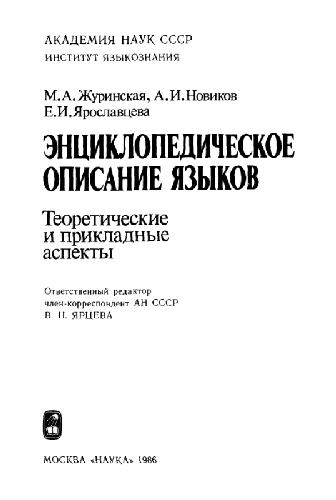 АКАДЕМИЯ НАУК СССР
ИНСТИТУТ ЯЗЫКОЗНАНИЯ
М.А.Журинская, А.И.Новиков
Е.И.Ярославцева
ЭНЦИКЛОПЕДИЧЕСКОЕ
ОПИСАНИЕ ЯЗЫКОВ
Теоретические
и прикладные
аспекты
Ответственный редактор
член-корреспондент АН СССР
В. Н. ЯРЦЕВА
МОСКВА «НАУКА» 1986